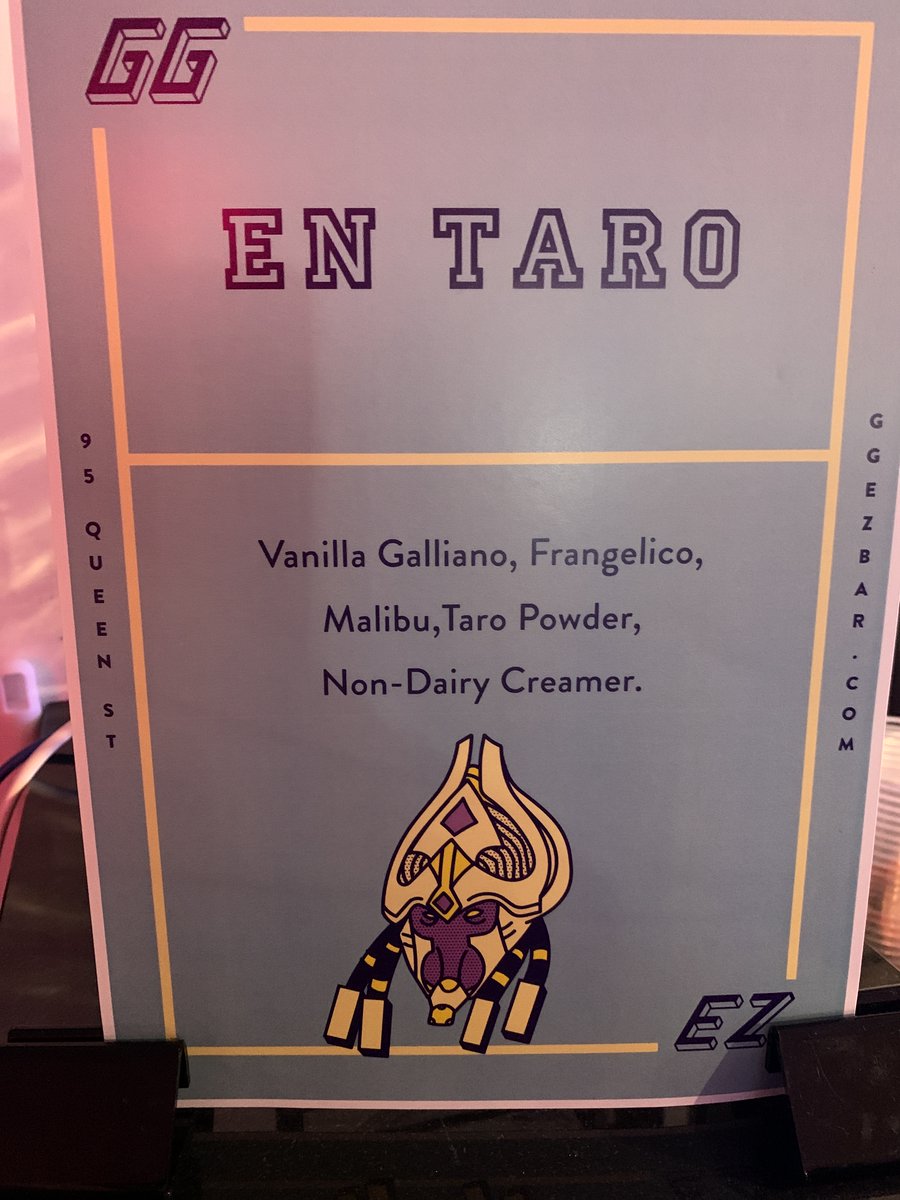 GG
EN TARO
95 QUEEN ST
GGEZBAR.COM
Vanilla Galliano, Frangelico,
Malibu,Taro Powder,
Non-Dairy Creamer.
EZ